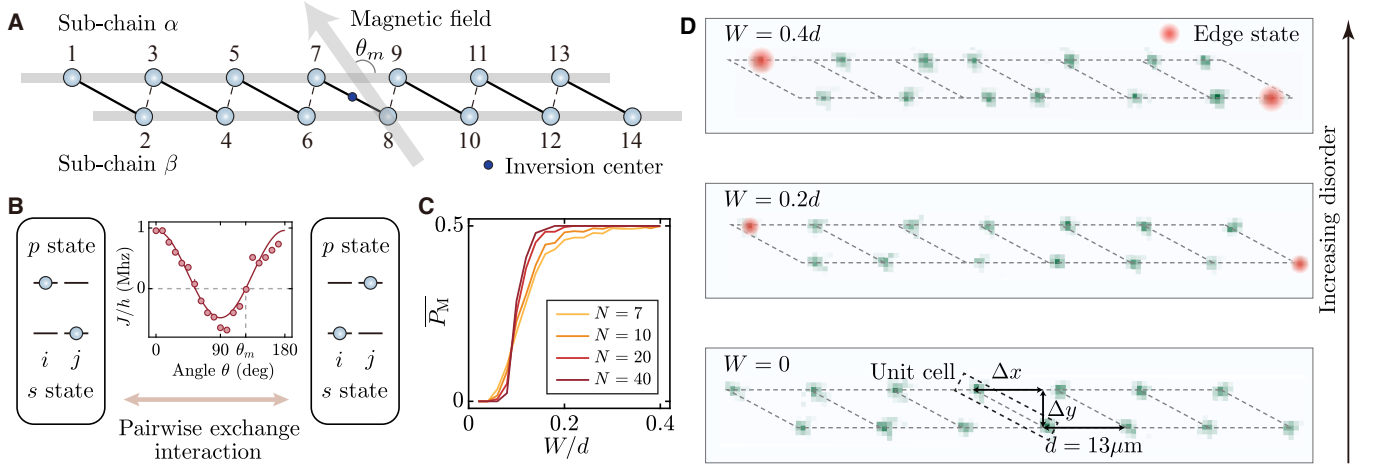 A
Sub-chain α
Magnetic field
θm
1 3 5 7 9 11 13
2 4 6 8 10 12 14
Sub-chain β
Inversion center
B
p state
i j
s state
J/h (Mhz)
1
0
0 90 θm 180
Angle θ (deg)
p state
i j
s state
Pairwise exchange
interaction
C
P̅M
0.5
0
N = 7
N = 10
N = 20
N = 40
0 0.2 0.4
W/d
D
W = 0.4d
Edge state
W = 0.2d
W = 0
Unit cell
Δx
Δy
d = 13μm
Increasing disorder